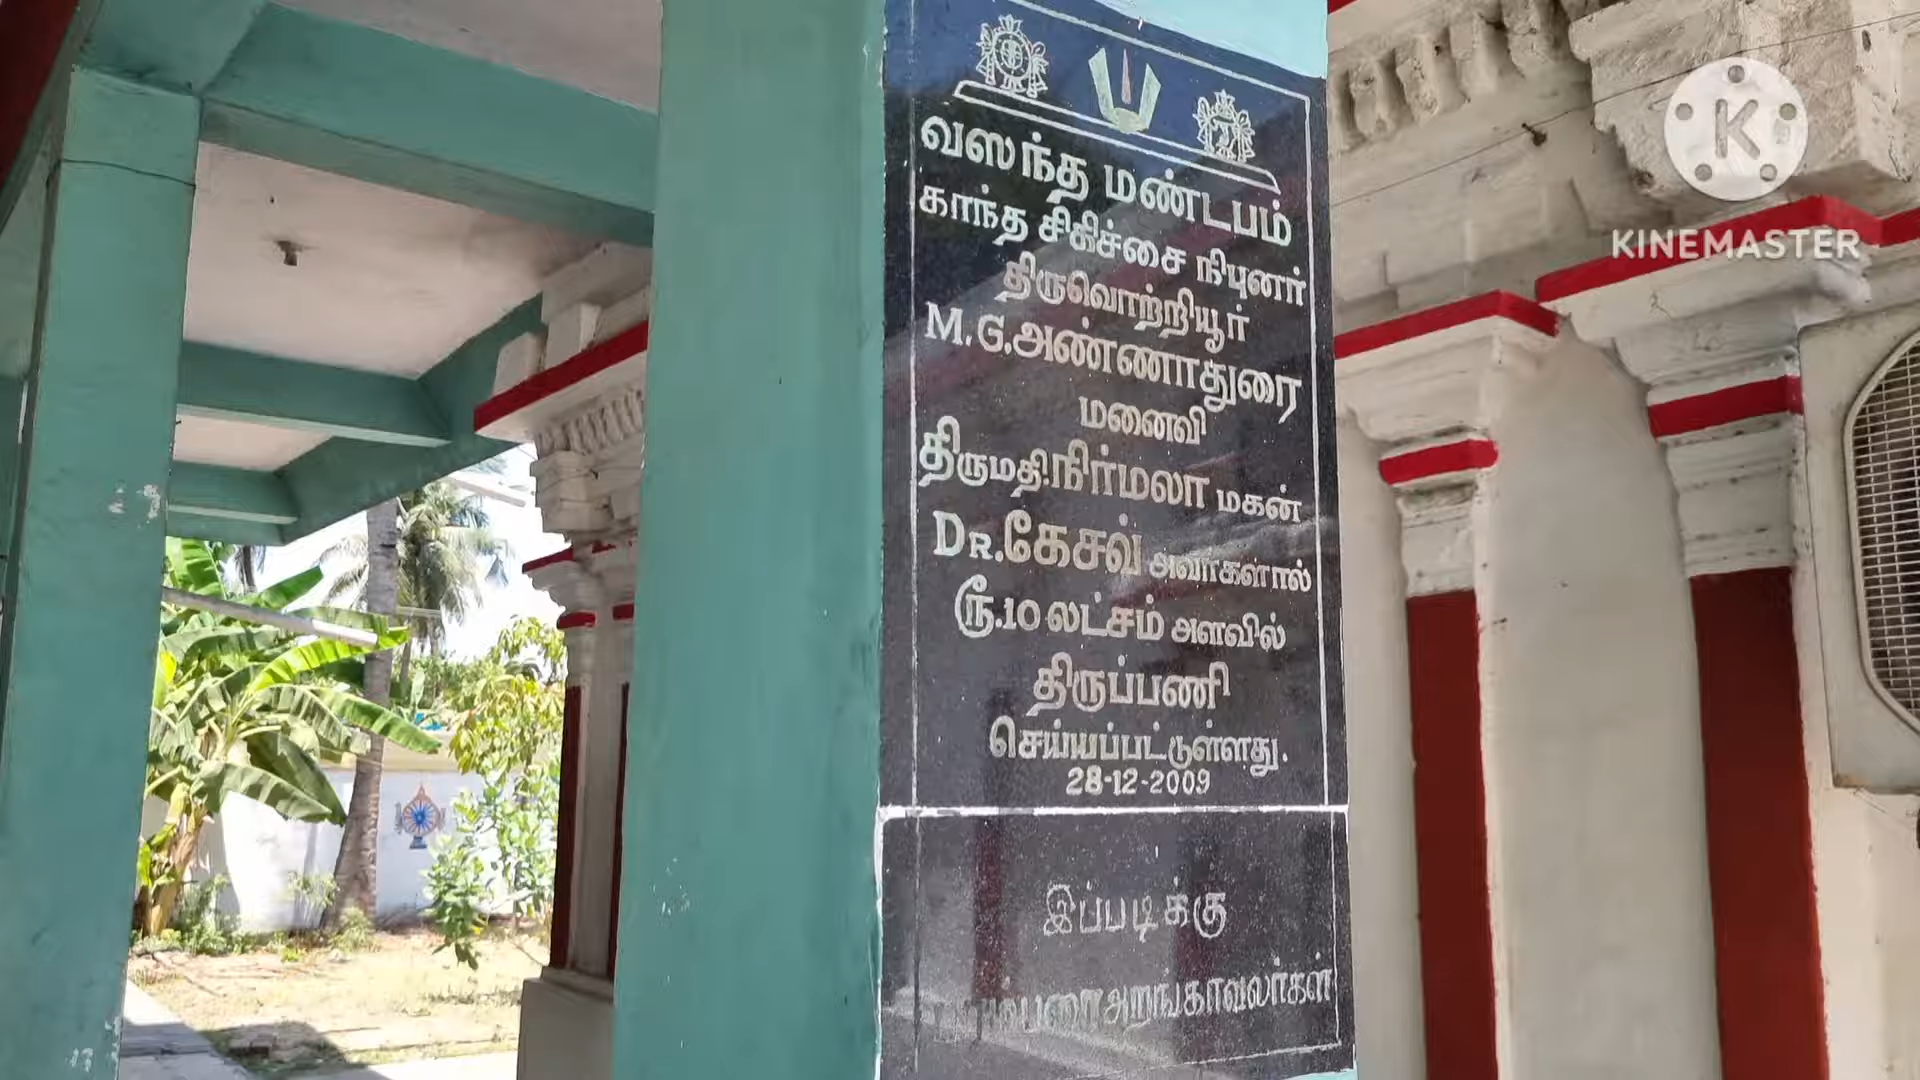 வஸந்த மண்டபம்
காந்த சிகிச்சை நிபுனர்
திருவொற்றியூர்
M.G.அண்ணாதுரை
மனைவி
திருமதி.நிர்மலா மகன்
DR.கேசவ் அவர்களால்
ரூ.10 லட்சம் அளவில்
திருப்பணி
செய்யப்பட்டுள்ளது.
28-12-2009
இப்படிக்கு
K
KINEMASTER